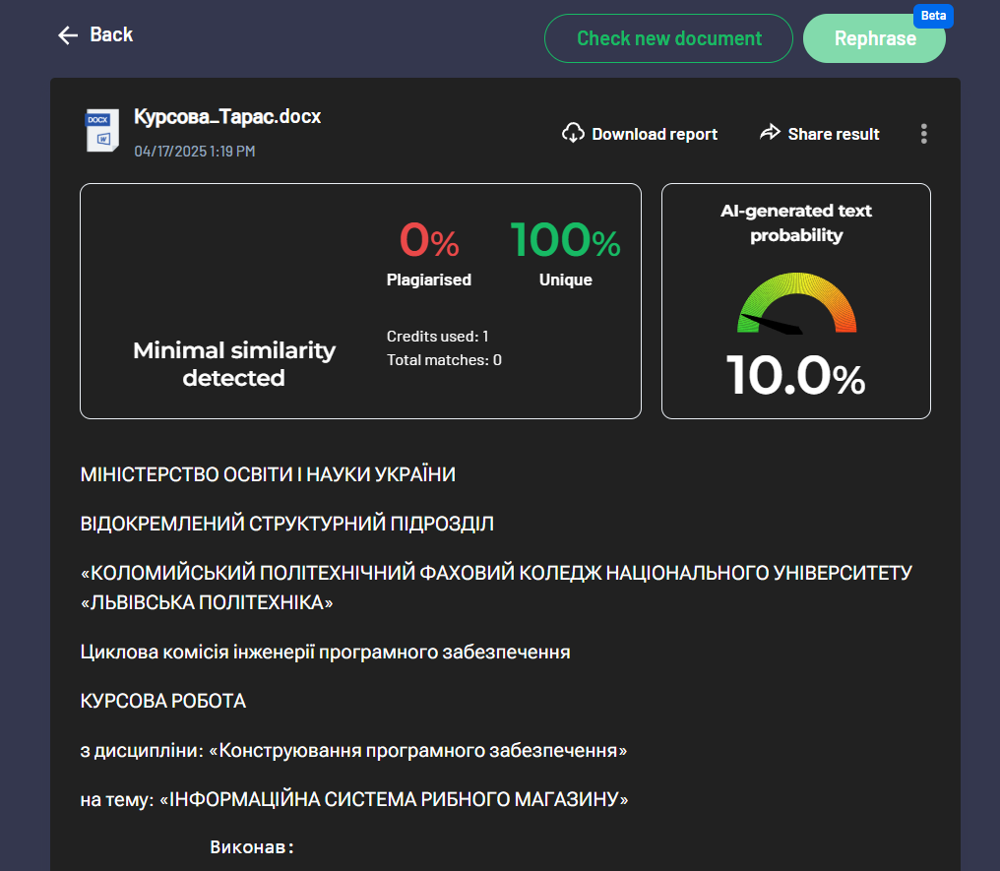 Back
Check new document
Rephrase
Beta
DOCX
W
Курсова_Тарас.docx
04/17/2025 1:19 PM
Download report
Share result
0%
Plagiarised
100%
Unique
Credits used: 1
Total matches: 0
Minimal similarity
detected
AI-generated text
probability
10.0%
МІНІСТЕРСТВО ОСВІТИ І НАУКИ УКРАЇНИ
ВІДОКРЕМЛЕНИЙ СТРУКТУРНИЙ ПІДРОЗДІЛ
«КОЛОМИЙСЬКИЙ ПОЛІТЕХНІЧНИЙ ФАХОВИЙ КОЛЕДЖ НАЦІОНАЛЬНОГО УНІВЕРСИТЕТУ
«ЛЬВІВСЬКА ПОЛІТЕХНІКА»
Циклова комісія інженерії програмного забезпечення
КУРСОВА РОБОТА
з дисципліни: «Конструювання програмного забезпечення»
на тему: «ІНФОРМАЦІЙНА СИСТЕМА РИБНОГО МАГАЗИНУ»
Виконав: